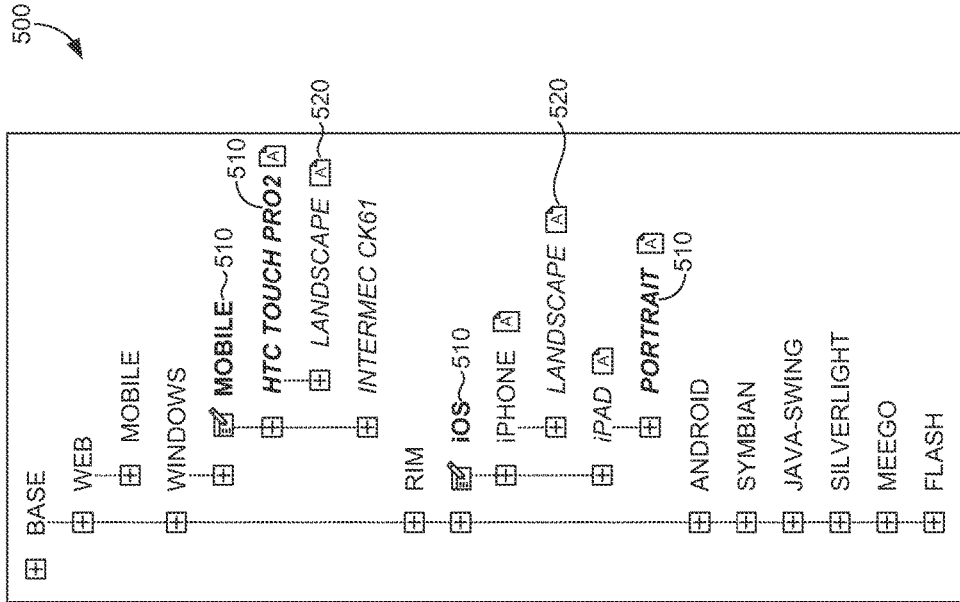 500
BASE
WEB
MOBILE
WINDOWS
MOBILE 510
HTC TOUCH PRO2 A 510
LANDSCAPE A 520
INTERMEC CK61
RIM
iOS 510
iPHONE A
LANDSCAPE A 520
iPAD A
PORTRAIT A 510
ANDROID
SYMBIAN
JAVA-SWING
SILVERLIGHT
MEEGO
FLASH